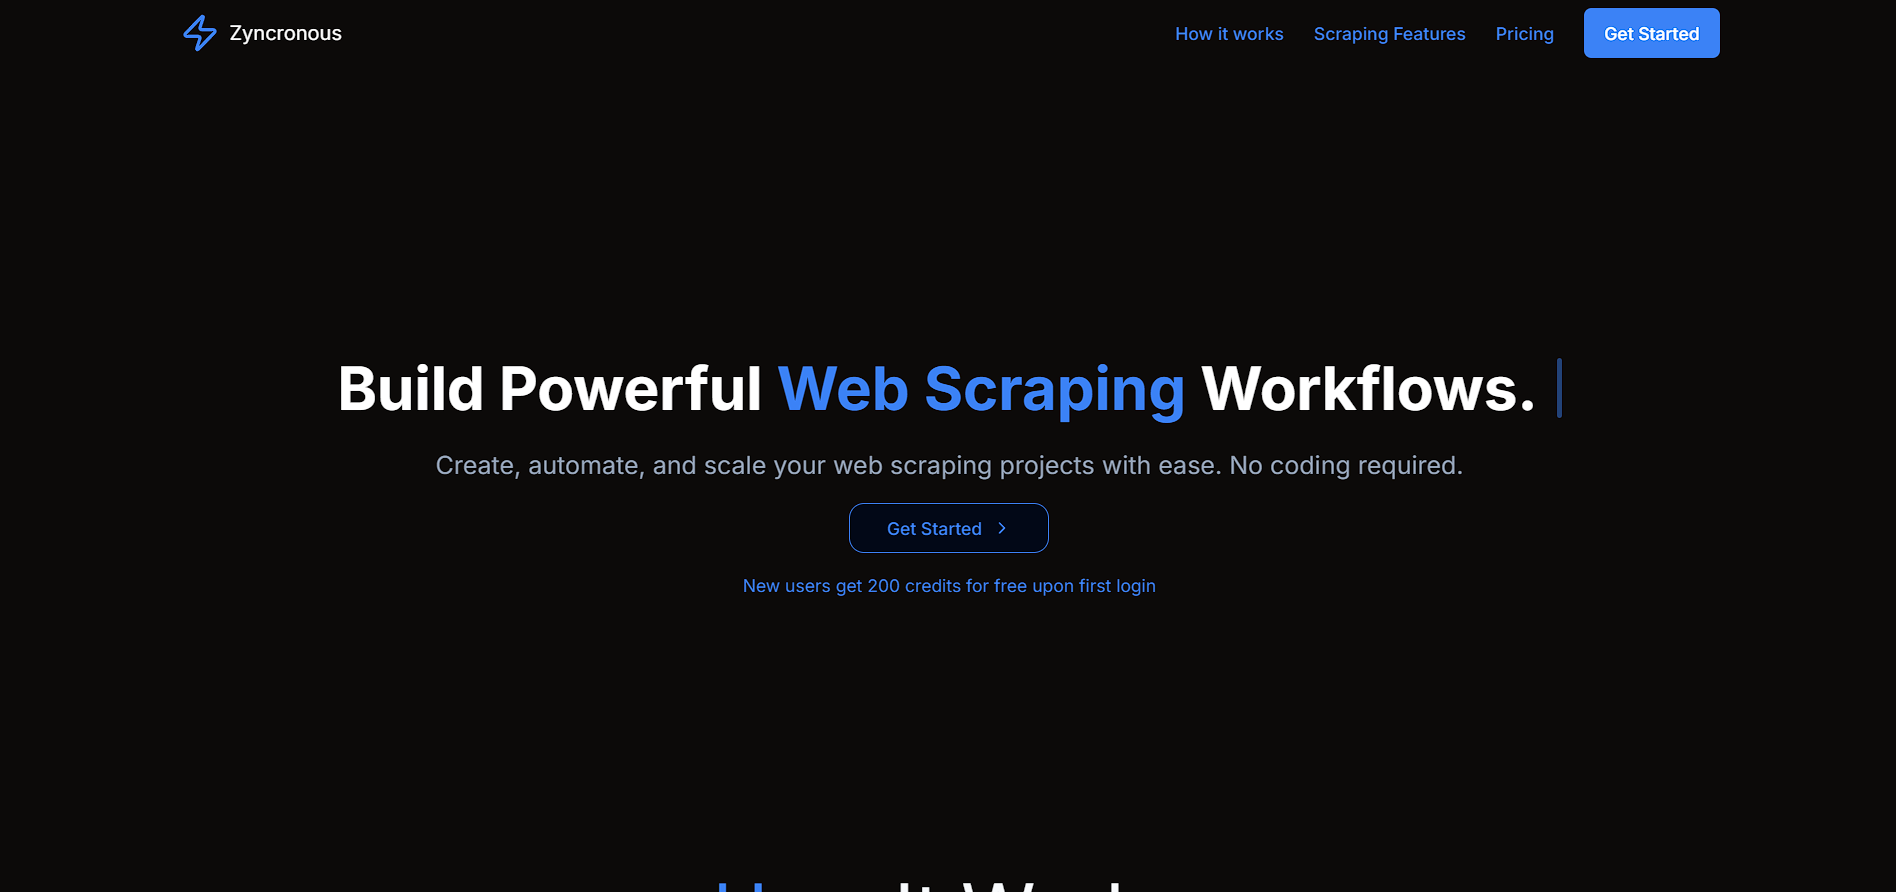 Zyncronous
How it works
Scraping Features
Pricing
Get Started
Build Powerful Web Scraping Workflows.
Create, automate, and scale your web scraping projects with ease. No coding required.
Get Started
New users get 200 credits for free upon first login